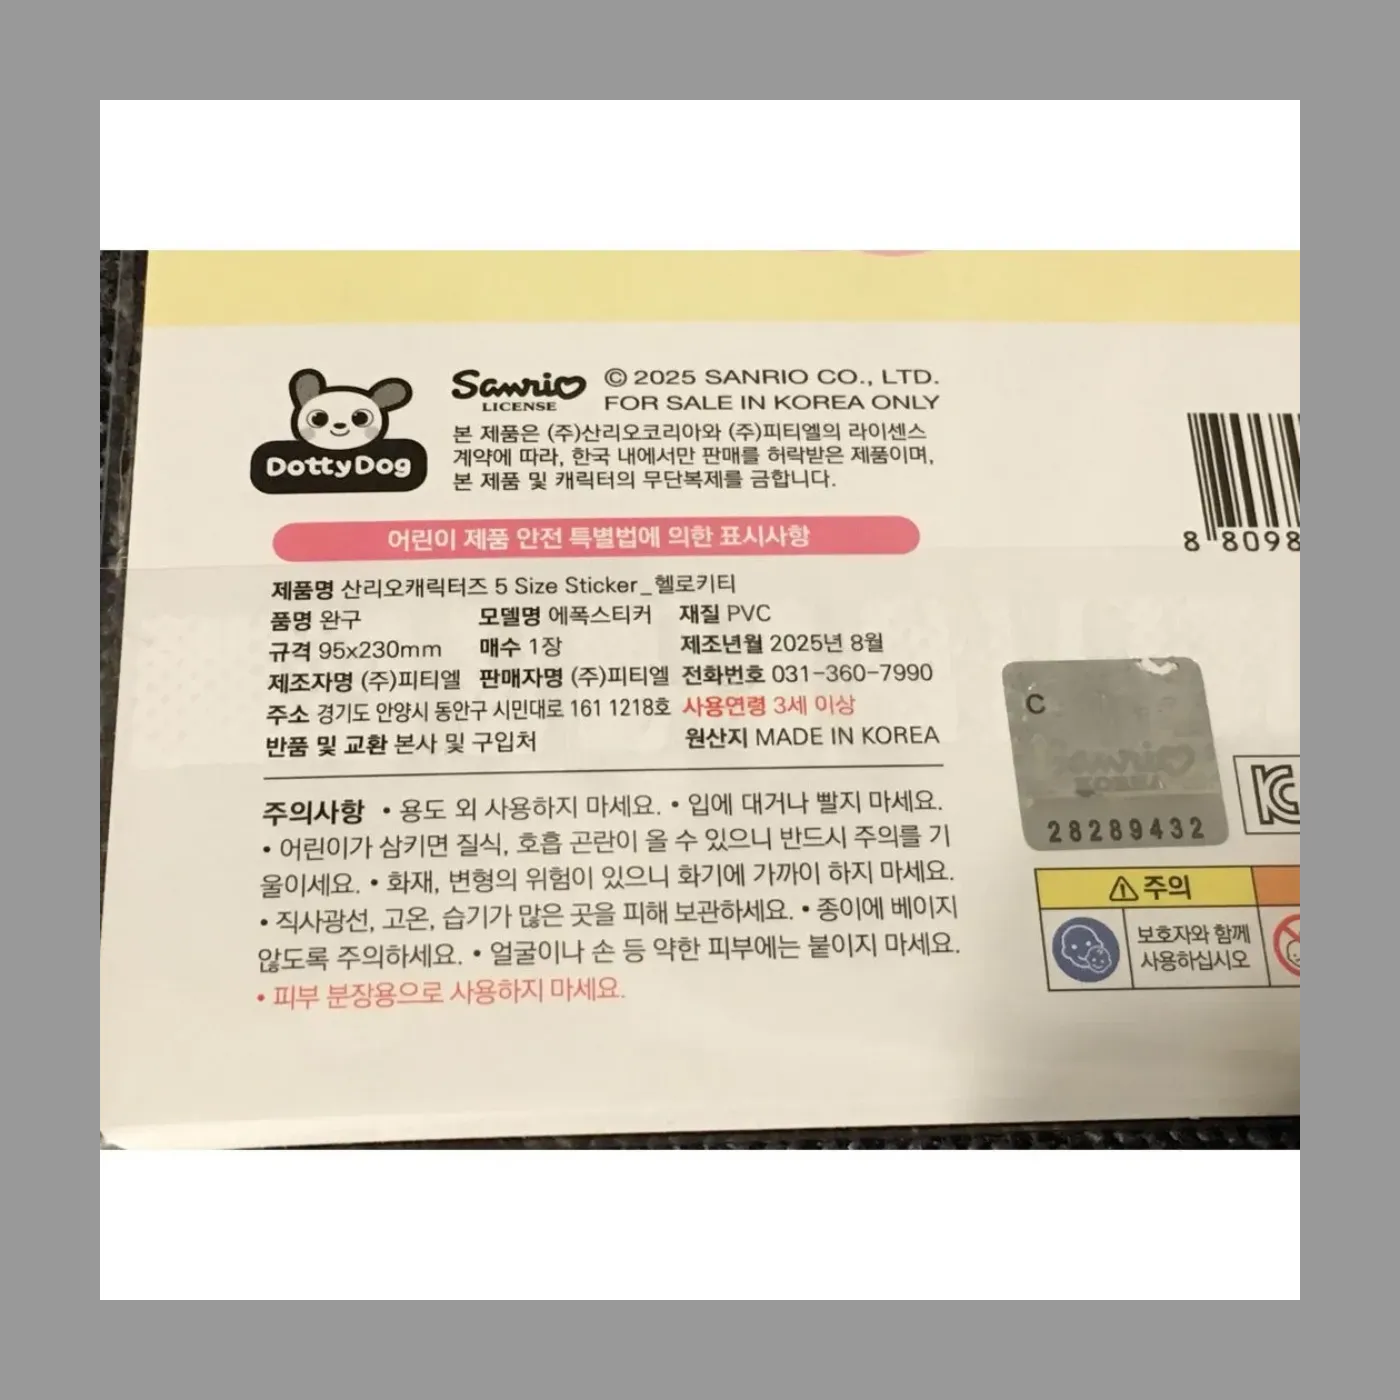 DottyDog
Sanrio
LICENSE
© 2025 SANRIO CO., LTD.
FOR SALE IN KOREA ONLY
본 제품은 (주)산리오코리아와 (주)피티엘의 라이센스
계약에 따라, 한국 내에서만 판매를 허락받은 제품이며,
본 제품 및 캐릭터의 무단복제를 금합니다.
어린이 제품 안전 특별법에 의한 표시사항
제품명 산리오캐릭터즈 5 Size Sticker_헬로키티
품명 완구 모델명 에폭스티커 재질 PVC
규격 95x230mm 매수 1장 제조년월 2025년 8월
제조자명 (주)피티엘 판매자명 (주)피티엘 전화번호 031-360-7990
주소 경기도 안양시 동안구 시민대로 161 1218호 사용연령 3세 이상
반품 및 교환 본사 및 구입처 원산지 MADE IN KOREA
주의사항 • 용도 외 사용하지 마세요. • 입에 대거나 빨지 마세요.
• 어린이가 삼키면 질식, 호흡 곤란이 올 수 있으니 반드시 주의를 기
울이세요. • 화재, 변형의 위험이 있으니 화기에 가까이 하지 마세요.
• 직사광선, 고온, 습기가 많은 곳을 피해 보관하세요. • 종이에 베이지
않도록 주의하세요. • 얼굴이나 손 등 약한 피부에는 붙이지 마세요.
• 피부 분장용으로 사용하지 마세요.
8 8098
C
Sanrio
KOREA
28289432
KC
주의
보호자와 함께
사용하십시오